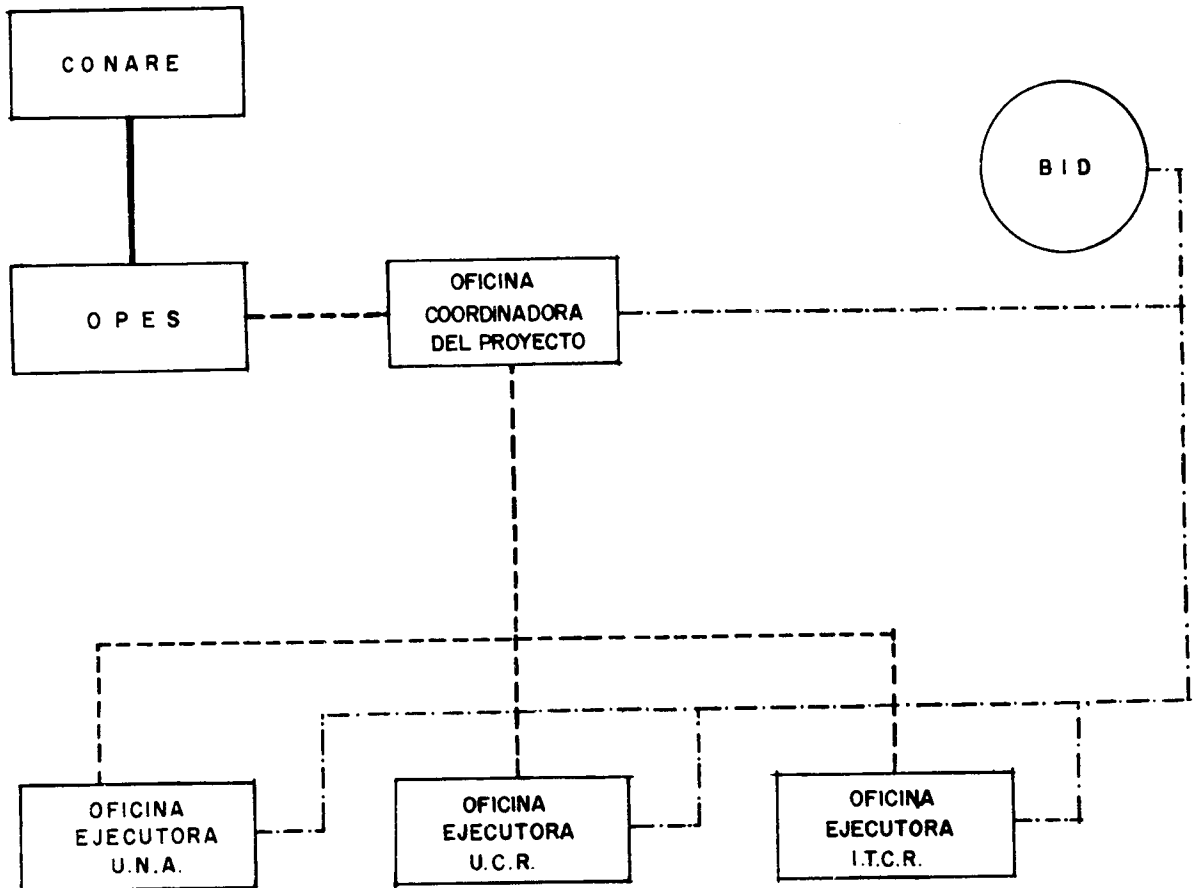 CONARE
BID
OPES
OFICINA
COORDINADORA
DEL PROYECTO
OFICINA
EJECUTORA
U.N.A.
OFICINA
EJECUTORA
U.C.R.
OFICINA
EJECUTORA
I.T.C.R.